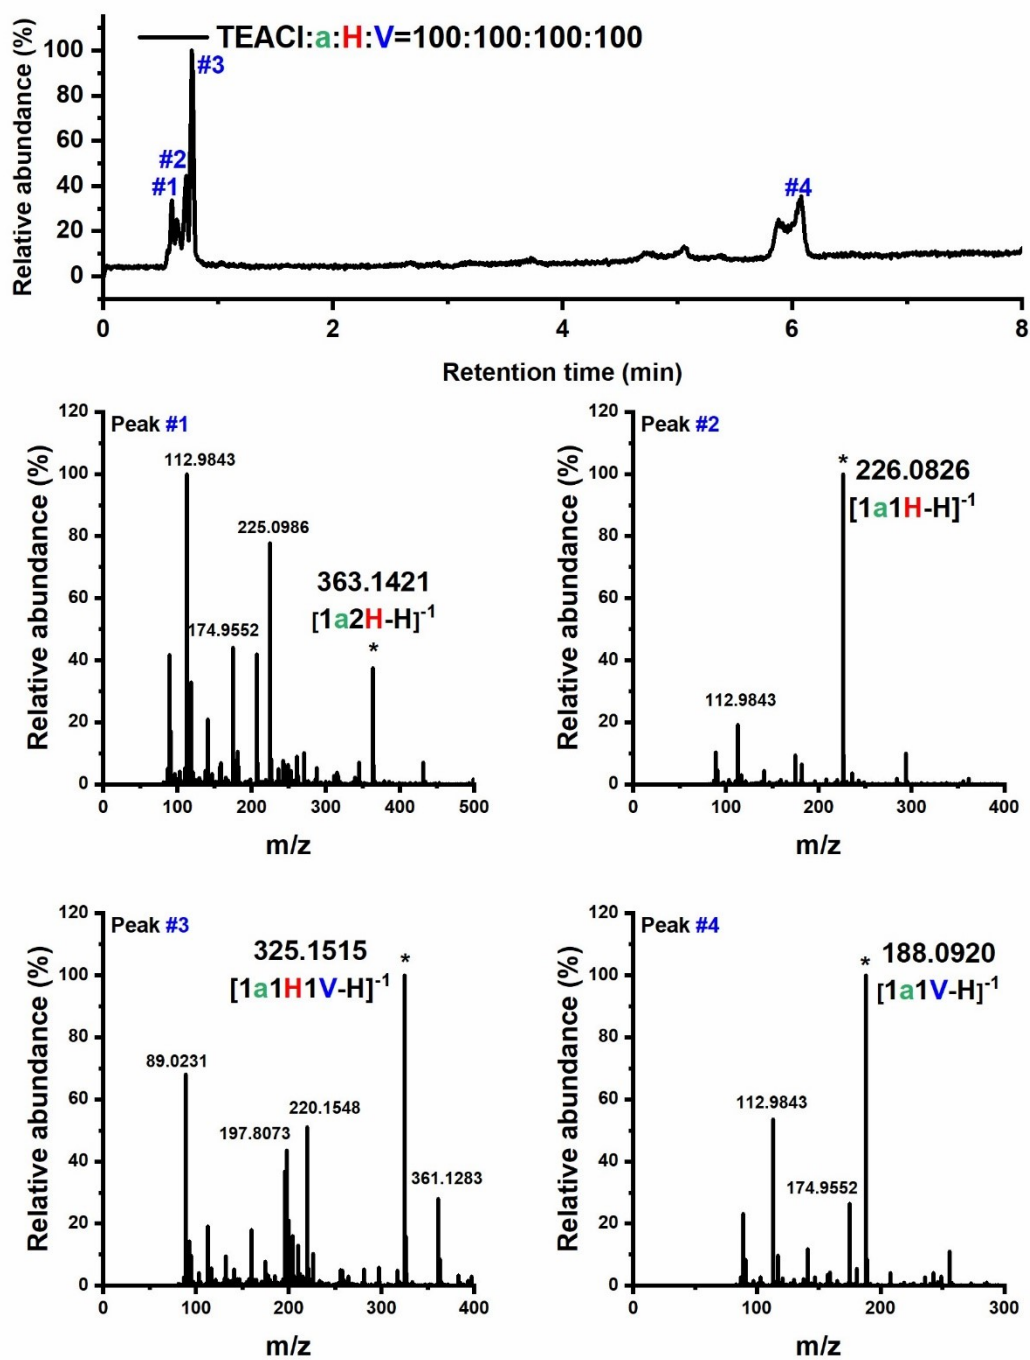 TEACl:a:H:V=100:100:100:100
Relative abundance (%)
100
80
60
40
20
0
#3
#2
#1
#4
0 2 4 6 8
Retention time (min)
Peak #1
Relative abundance (%)
120
100
80
60
40
20
0
112.9843
225.0986
363.1421
[1a2H-H]-1
174.9552
*
0 100 200 300 400 500
m/z
Peak #2
Relative abundance (%)
120
100
80
60
40
20
0
* 226.0826
[1a1H-H]-1
112.9843
0 100 200 300 400
m/z
Peak #3
Relative abundance (%)
120
100
80
60
40
20
0
325.1515 *
[1a1H1V-H]-1
89.0231
220.1548
197.8073
361.1283
0 100 200 300 400
m/z
Peak #4
Relative abundance (%)
120
100
80
60
40
20
0
* 188.0920
[1a1V-H]-1
112.9843
174.9552
0 100 200 300
m/z